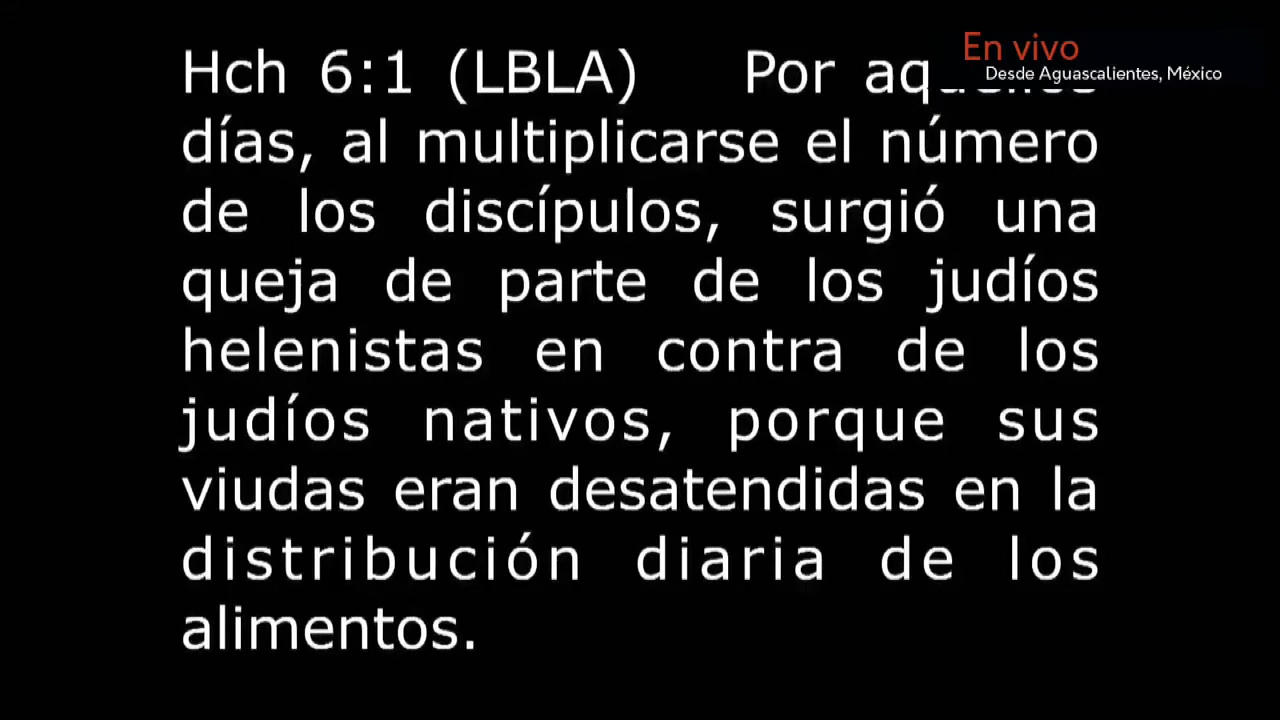 En vivo
Desde Aguascalientes, México
Hch 6:1 (LBLA) Por
días, al multiplicarse el número
de los discípulos, surgió una
queja de parte de los judíos
helenistas en contra de los
judíos nativos, porque sus
viudas eran desatendidas en la
distribución diaria de los
alimentos.